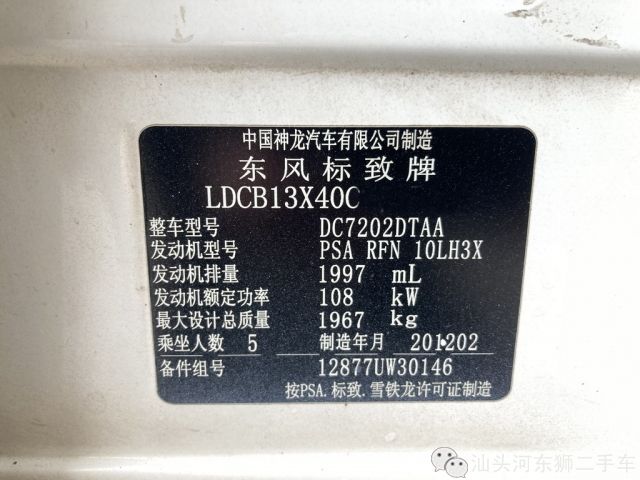 中国神龙汽车有限公司制造
东风标致牌
LDCB13X40C
整车型号 DC7202DTAA
发动机型号 PSA RFN 10LH3X
发动机排量 1997 mL
发动机额定功率 108 kW
最大设计总质量 1967 kg
乘坐人数 5 制造年月 201202
备件组号 12877UW30146
按PSA.标致.雪铁龙许可证制造
汕头河东狮二手车